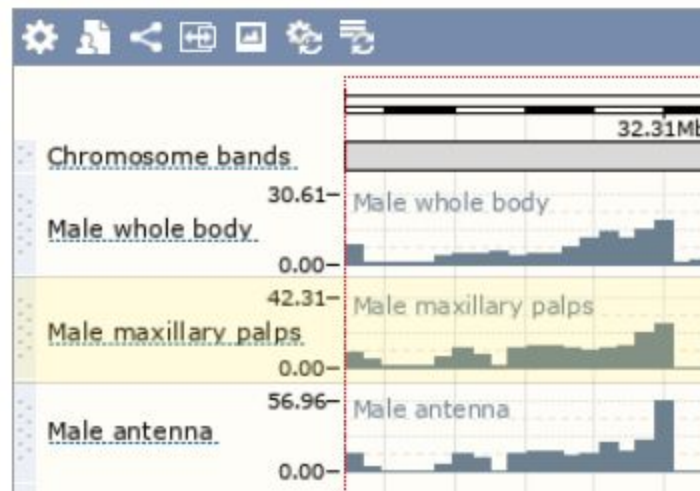 32.31Mb
Chromosome bands
30.61
Male whole body
Male whole body
0.00
42.31
Male maxillary palps
Male maxillary palps
0.00
56.96
Male antenna
Male antenna
0.00